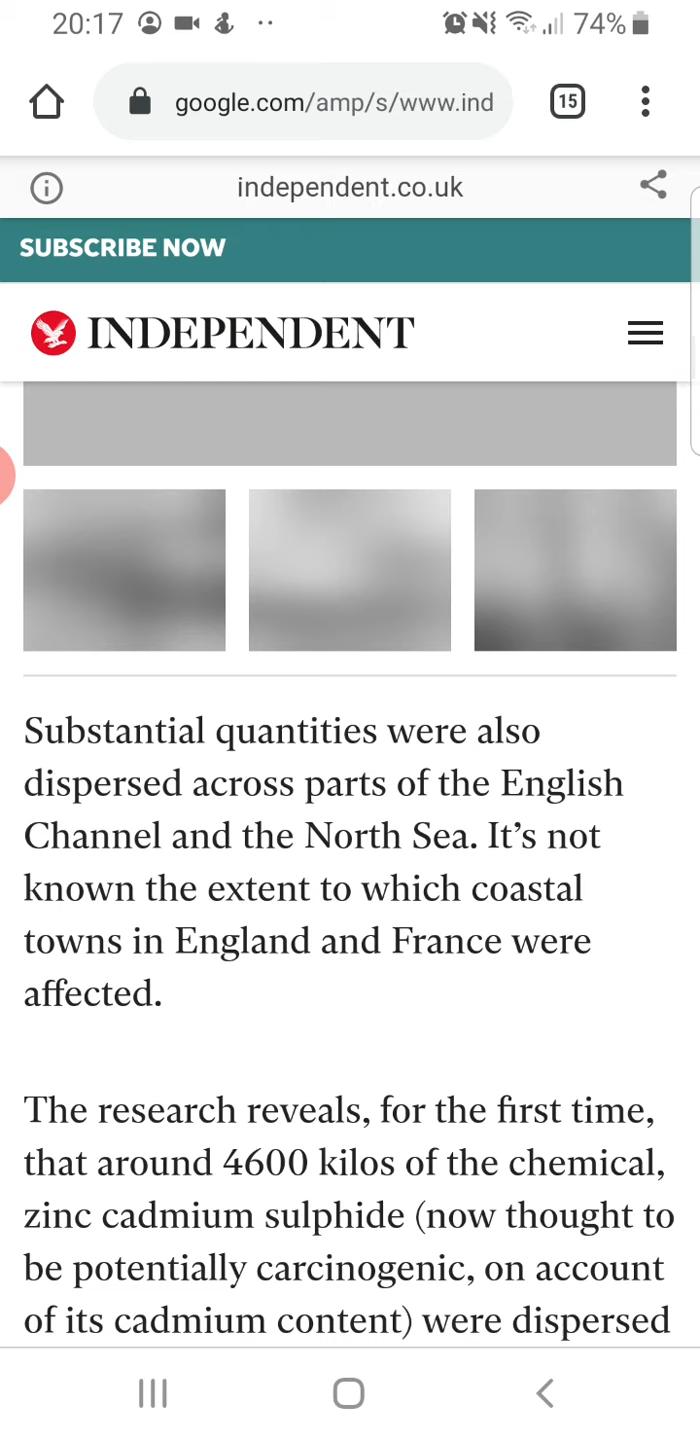 20:17 74%
google.com/amp/s/www.ind 15
independent.co.uk
SUBSCRIBE NOW
INDEPENDENT
Substantial quantities were also
dispersed across parts of the English
Channel and the North Sea. It’s not
known the extent to which coastal
towns in England and France were
affected.
The research reveals, for the first time,
that around 4600 kilos of the chemical,
zinc cadmium sulphide (now thought to
be potentially carcinogenic, on account
of its cadmium content) were dispersed